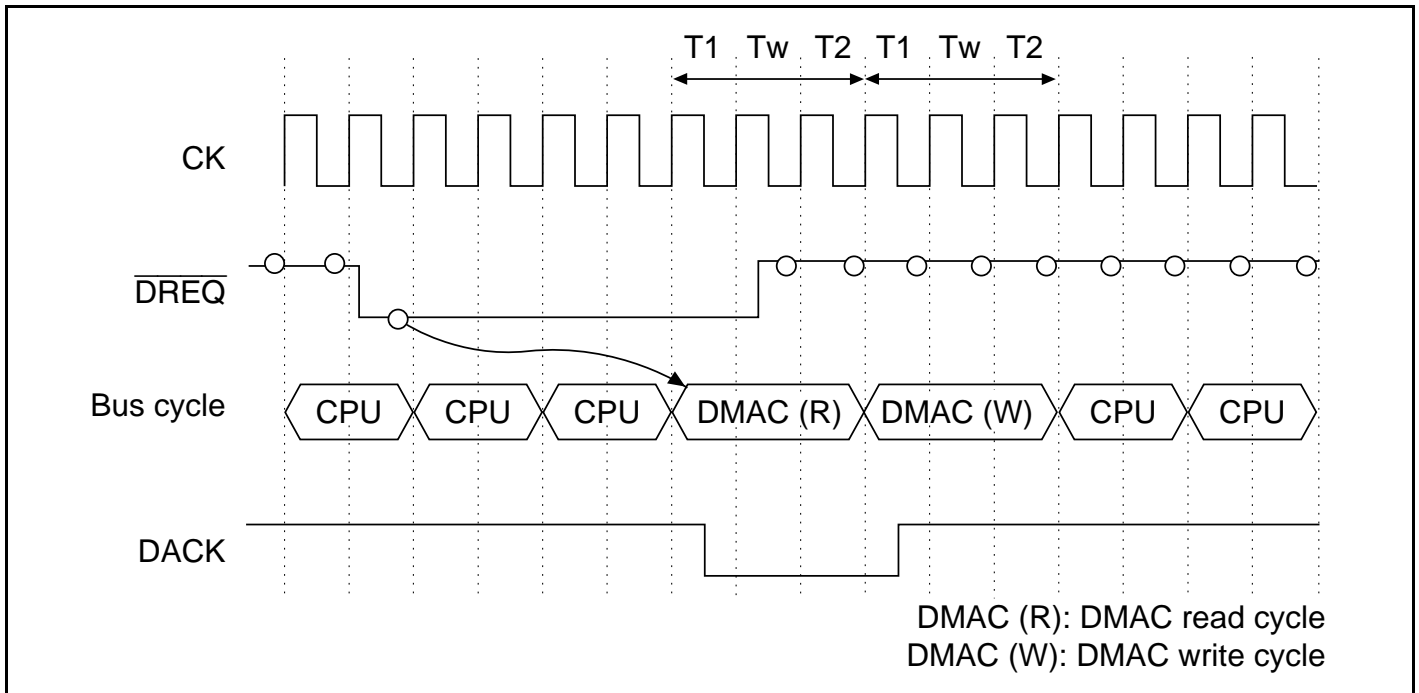 T1 Tw T2 T1 Tw T2
CK
DREQ
Bus cycle CPU CPU CPU DMAC (R) DMAC (W) CPU CPU
DACK
DMAC (R): DMAC read cycle
DMAC (W): DMAC write cycle